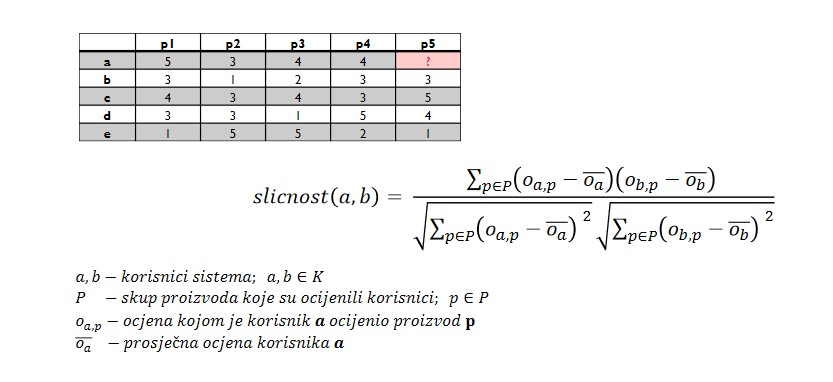 p1 p2 p3 p4 p5
a 5 3 4 4 ?
b 3 1 2 3 3
c 4 3 4 3 5
d 3 3 1 5 4
e 1 5 5 2 1
slicnost(a, b) = ∑p∈P(oa,p − o̅a)(ob,p − o̅b) / √∑p∈P(oa,p − o̅a)² √∑p∈P(ob,p − o̅b)²
a, b − korisnici sistema; a, b ∈ K
P − skup proizvoda koje su ocijenili korisnici; p ∈ P
oa,p − ocjena kojom je korisnik a ocijenio proizvod p
o̅a − prosječna ocjena korisnika a